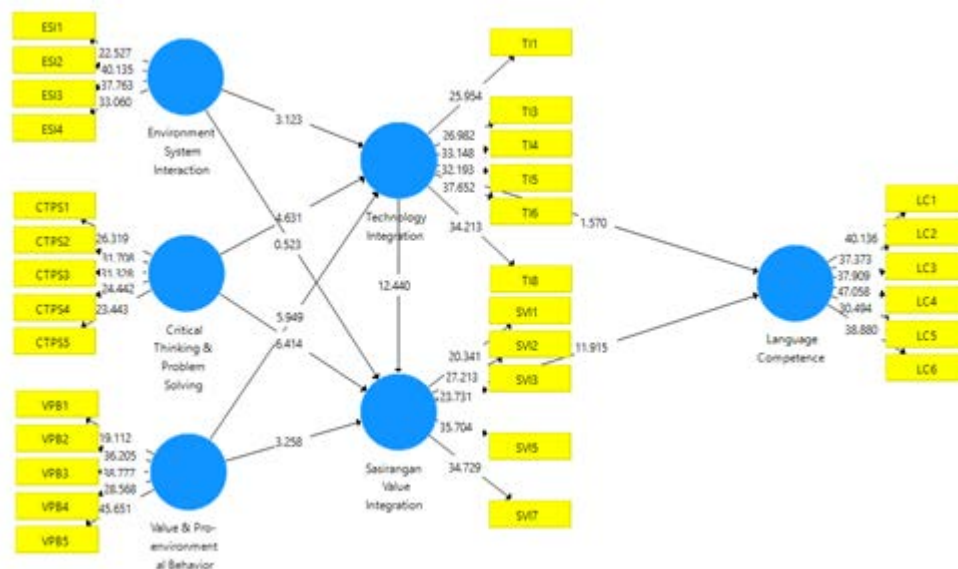 ESI1
ESI2
ESI3
ESI4
22.527
40.135
37.763
33.060
Environment
System
Interaction
CTPS1
CTPS2
CTPS3
CTPS4
CTPS5
26.319
31.708
31.328
24.442
23.443
Critical
Thinking &
Problem
Solving
VPB1
VPB2
VPB3
VPB4
VPB5
19.112
36.205
28.568
45.651
Value & Pro-
environment
al Behavior
3.123
4.631
0.523
5.949
6.414
3.258
Technology
Integration
12.440
Sasirangan
Value
Integration
TI1
TI3
TI4
TI5
TI6
TI8
25.954
26.982
33.148
32.193
37.652
34.213
SVI1
SVI2
SVI3
SVI5
SVI7
20.341
27.213
23.731
35.704
34.729
1.570
11.915
Language
Competence
LC1
LC2
LC3
LC4
LC5
LC6
40.136
37.373
37.909
47.058
30.494
38.880